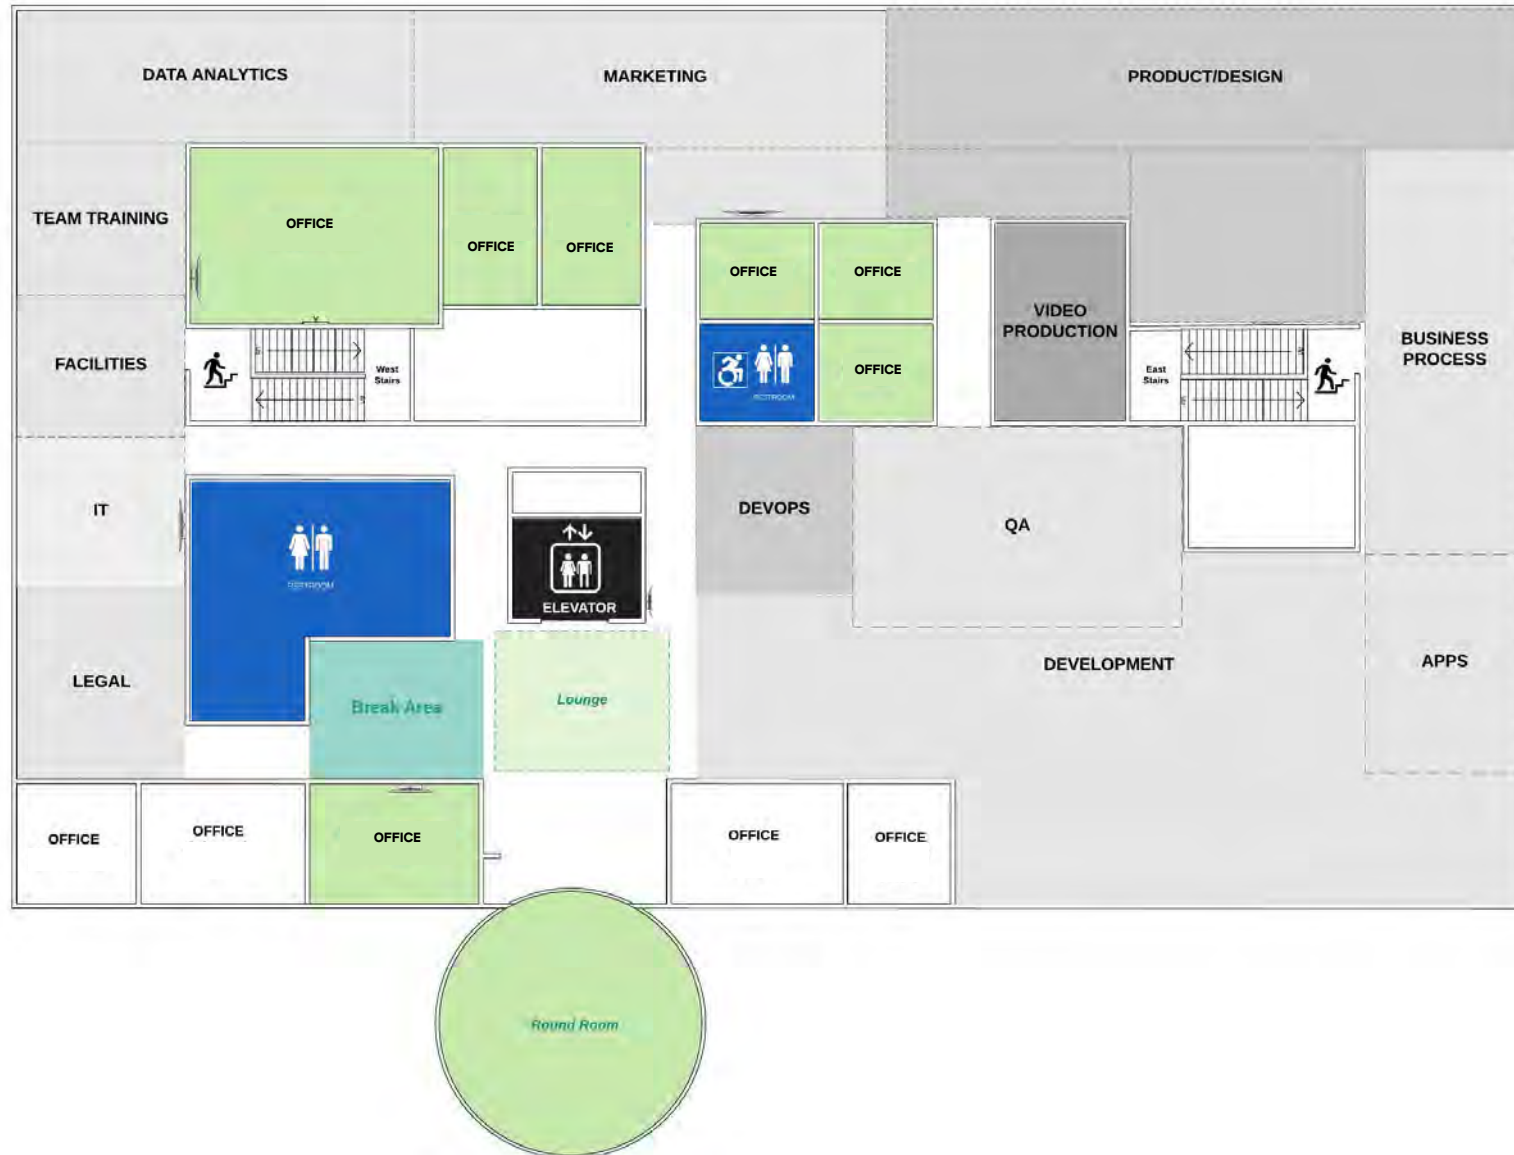 DATA ANALYTICS
MARKETING
PRODUCT/DESIGN
TEAM TRAINING
OFFICE
OFFICE
OFFICE
OFFICE
OFFICE
VIDEO
PRODUCTION
BUSINESS
PROCESS
FACILITIES
West
Stairs
RESTROOM
OFFICE
East
Stairs
IT
RESTROOM
ELEVATOR
DEVOPS
QA
LEGAL
Break Area
Lounge
DEVELOPMENT
APPS
OFFICE
OFFICE
OFFICE
OFFICE
OFFICE
Round Room